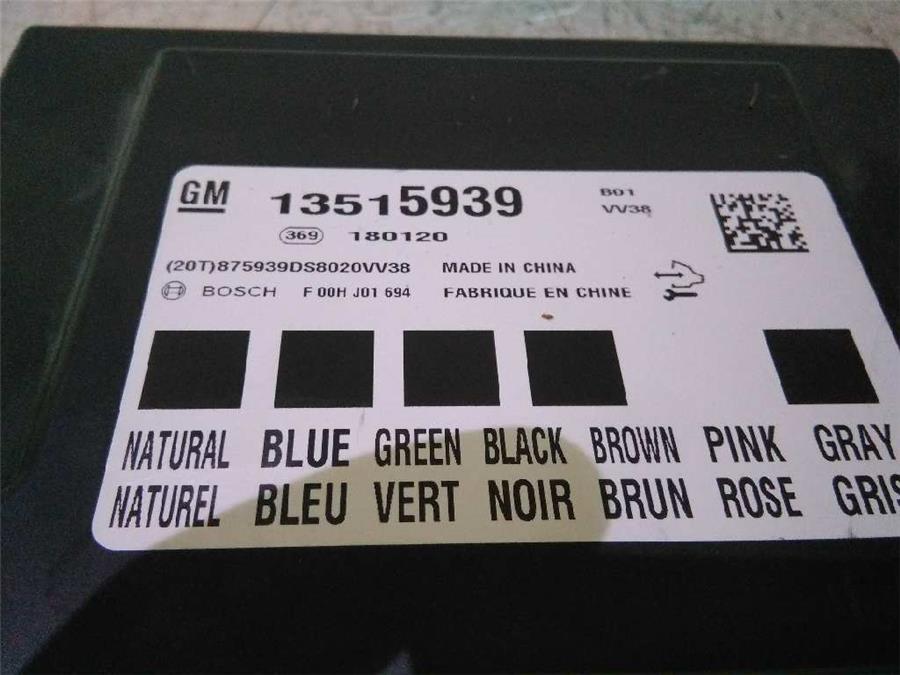 GM 13515939 B01
VV38
369 180120
(20T)875939DS8020VV38 MADE IN CHINA
BOSCH F 00H J01 694 FABRIQUE EN CHINE
NATURAL BLUE GREEN BLACK BROWN PINK GRAY
NATUREL BLEU VERT NOIR BRUN ROSE GRIS